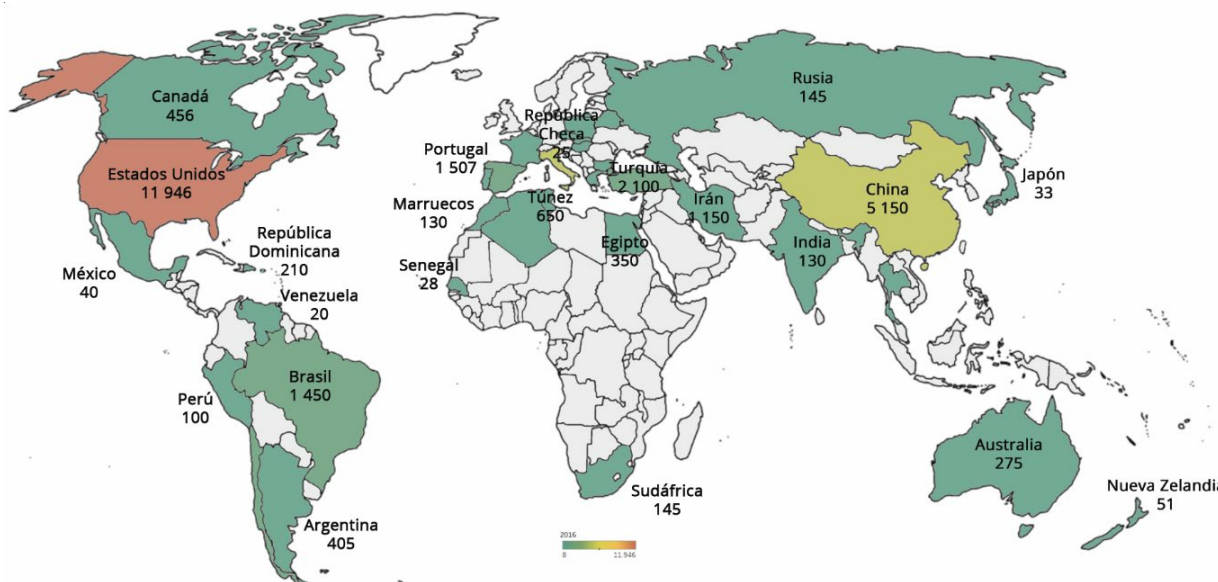 Canadá
456
Estados Unidos
11 946
República
Dominicana
210
México
40
Venezuela
20
Brasil
1 450
Perú
100
Argentina
405
Rusia
145
República
Checa
25
Portugal
1 507
Turquía
2 100
Marruecos
130
Túnez
650
Egipto
350
Senegal
28
Irán
1 150
China
5 150
Japón
33
India
130
Sudáfrica
145
Australia
275
Nueva Zelandia
51
2016
8
11.946